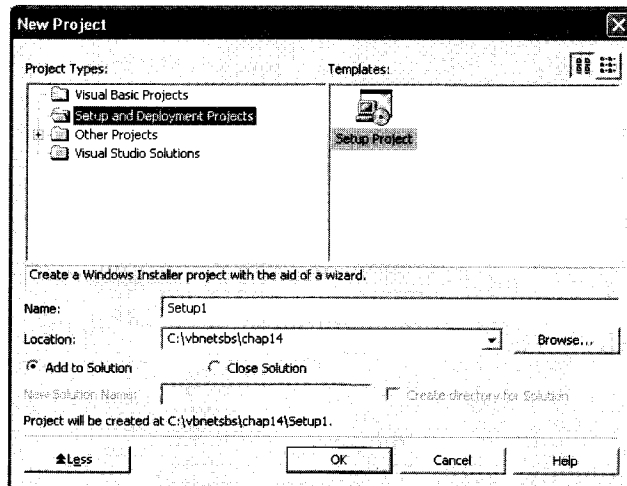 New Project
Project Types:
Templates:
Visual Basic Projects
Setup and Deployment Projects
Other Projects
Visual Studio Solutions
Setup Project
Create a Windows Installer project with the aid of a wizard.
Name:
Setup1
Location:
C:\vbnetsbs\chap14
Browse...
Add to Solution
Close Solution
New Solution Name:
Create directory for Solution
Project will be created at C:\vbnetsbs\chap14\Setup1.
Less
OK
Cancel
Help